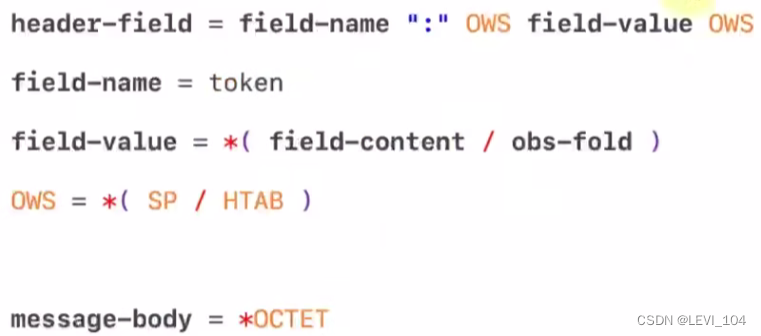 header-field = field-name ":" OWS field-value OWS
field-name = token
field-value = *( field-content / obs-fold )
OWS = *( SP / HTAB )
message-body = *OCTET
CSDN @LEVI_104